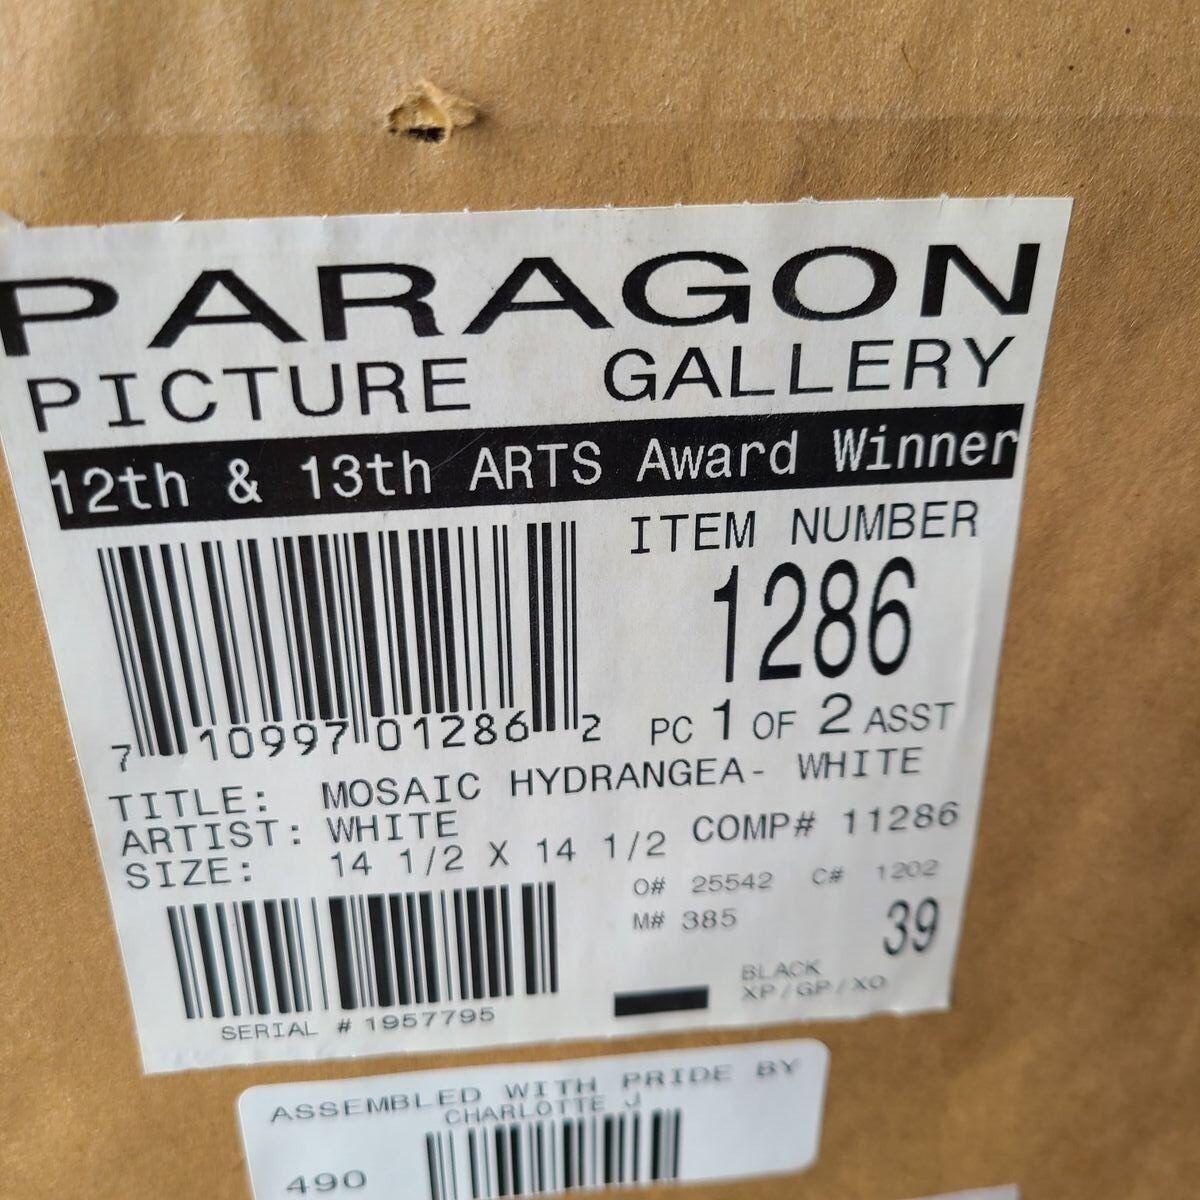 PARAGON
PICTURE GALLERY
12th & 13th ARTS Award Winner
ITEM NUMBER
1286
7 10997 01286 2
PC 1 OF 2 ASST
TITLE: MOSAIC HYDRANGEA- WHITE
ARTIST: WHITE
COMP# 11286
SIZE: 14 1/2 X 14 1/2
O# 25542 C# 1202
M# 385
39
BLACK
XP/GP/XO
SERIAL # 1957795
ASSEMBLED WITH PRIDE BY
CHARLOTTE J
490